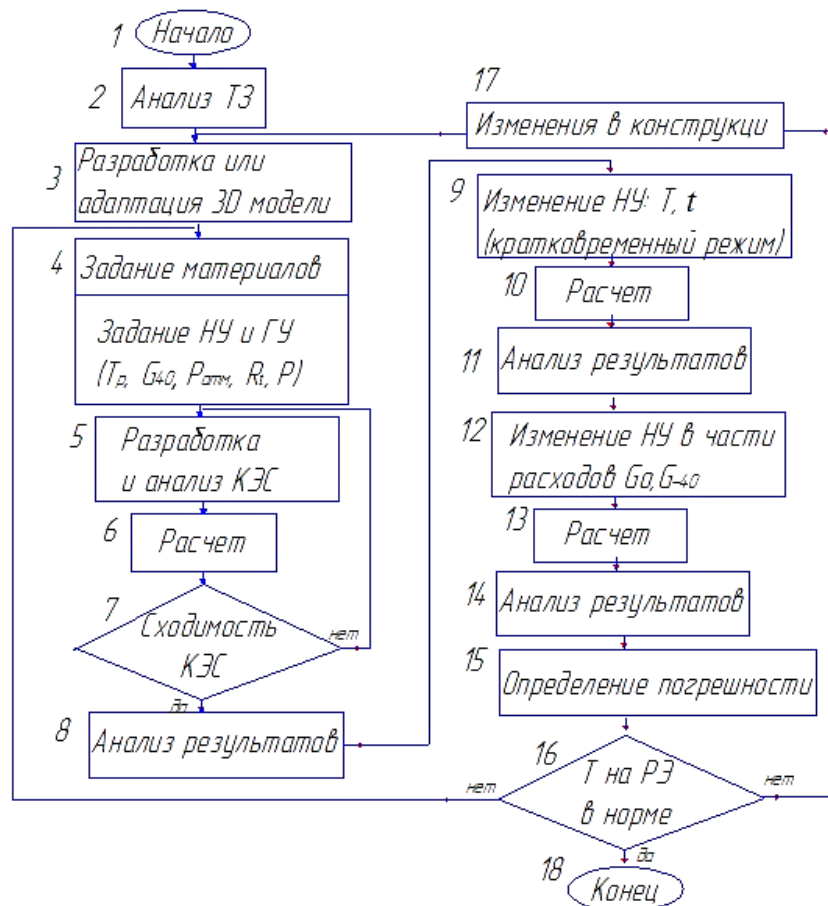 1
Начало
2
Анализ ТЗ
3
Разработка или
адаптация 3D модели
4
Задание материалов
Задание НУ и ГУ
(Tр, G40, Pатм, Rt, P)
5
Разработка
и анализ КЭС
6
Расчет
7
Сходимость
КЭС
нет
да
8
Анализ результатов
17
Изменения в конструкци
9
Изменение НУ: T, t
(кратковременный режим)
10
Расчет
11
Анализ результатов
12
Изменение НУ в части
расходов G0, G-40
13
Расчет
14
Анализ результатов
15
Определение погрешности
16
Т на РЭ
в норме
нет
нет
да
18
Конец